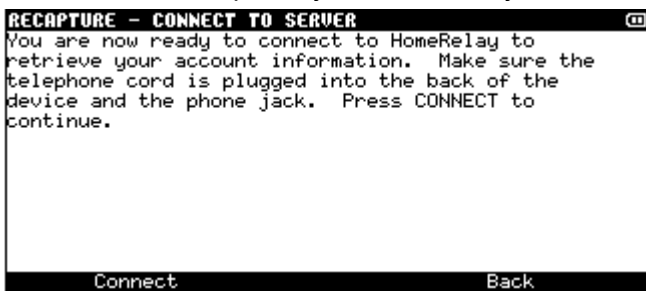 RECAPTURE – CONNECT TO SERVER
You are now ready to connect to HomeRelay to
retrieve your account information.  Make sure the
telephone cord is plugged into the back of the
device and the phone jack.  Press CONNECT to
continue.
Connect Back